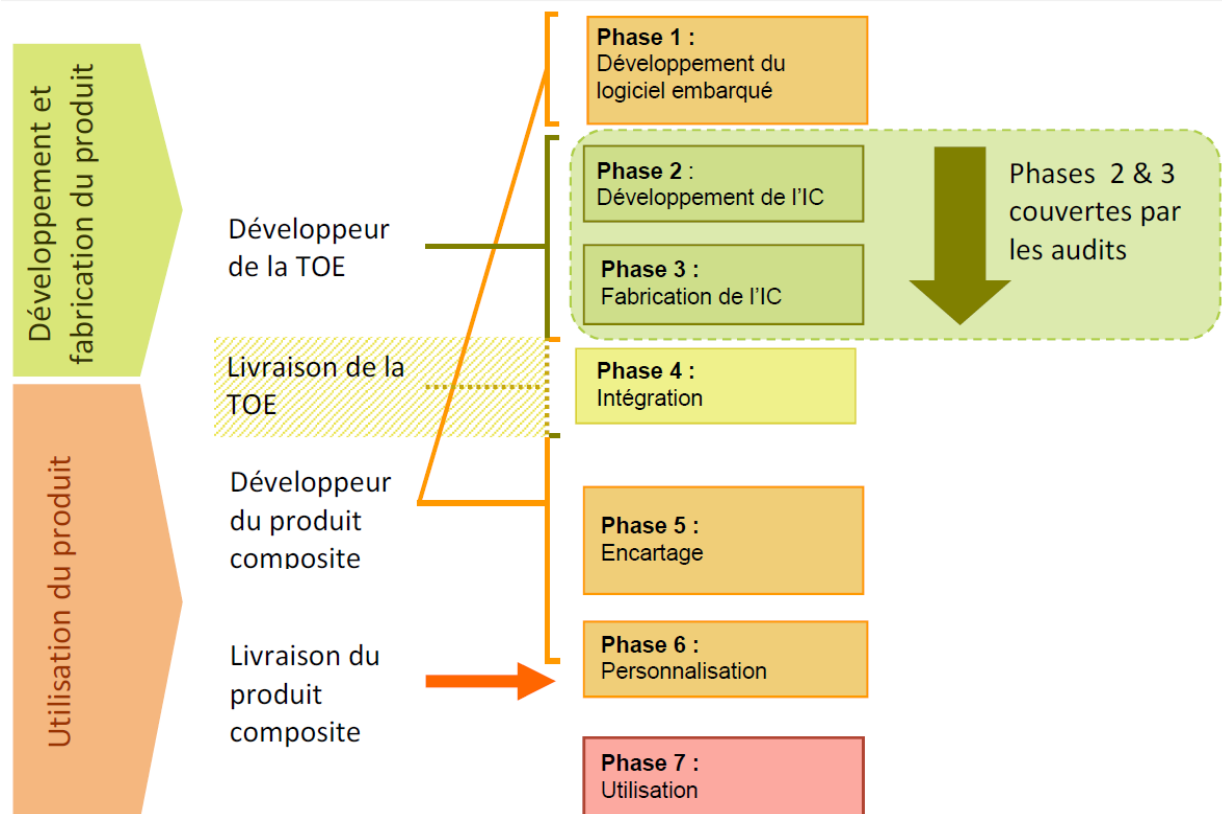 Développement et
fabrication du produit
Utilisation du produit
Développeur
de la TOE
Livraison de la
TOE
Développeur
du produit
composite
Livraison du
produit
composite
Phase 1 :
Développement du
logiciel embarqué
Phase 2 :
Développement de l’IC
Phase 3 :
Fabrication de l’IC
Phases 2 & 3
couvertes par
les audits
Phase 4 :
Intégration
Phase 5 :
Encartage
Phase 6 :
Personnalisation
Phase 7 :
Utilisation